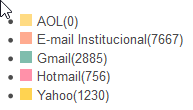 AOL(0)
E-mail Institucional(7667)
Gmail(2885)
Hotmail(756)
Yahoo(1230)